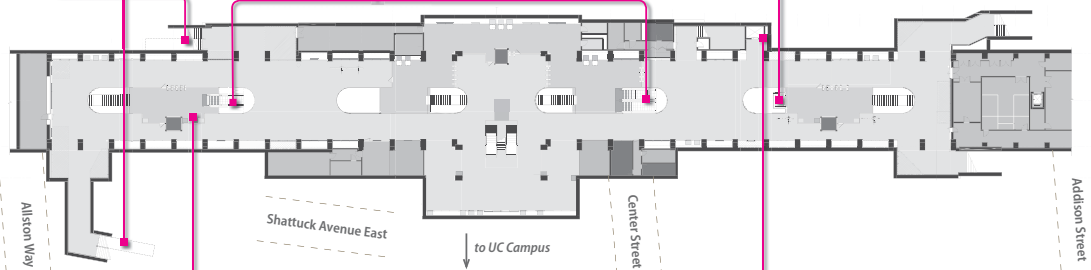 Allston Way
Shattuck Avenue East
to UC Campus
Center Street
Addison Street